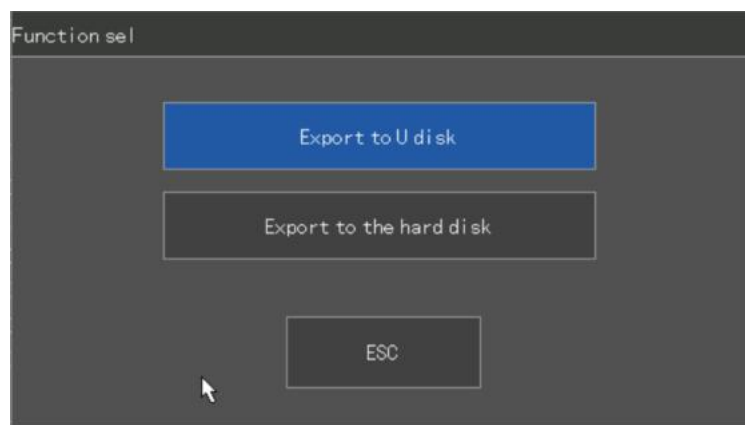 Function sel
Export to U disk
Export to the hard disk
ESC